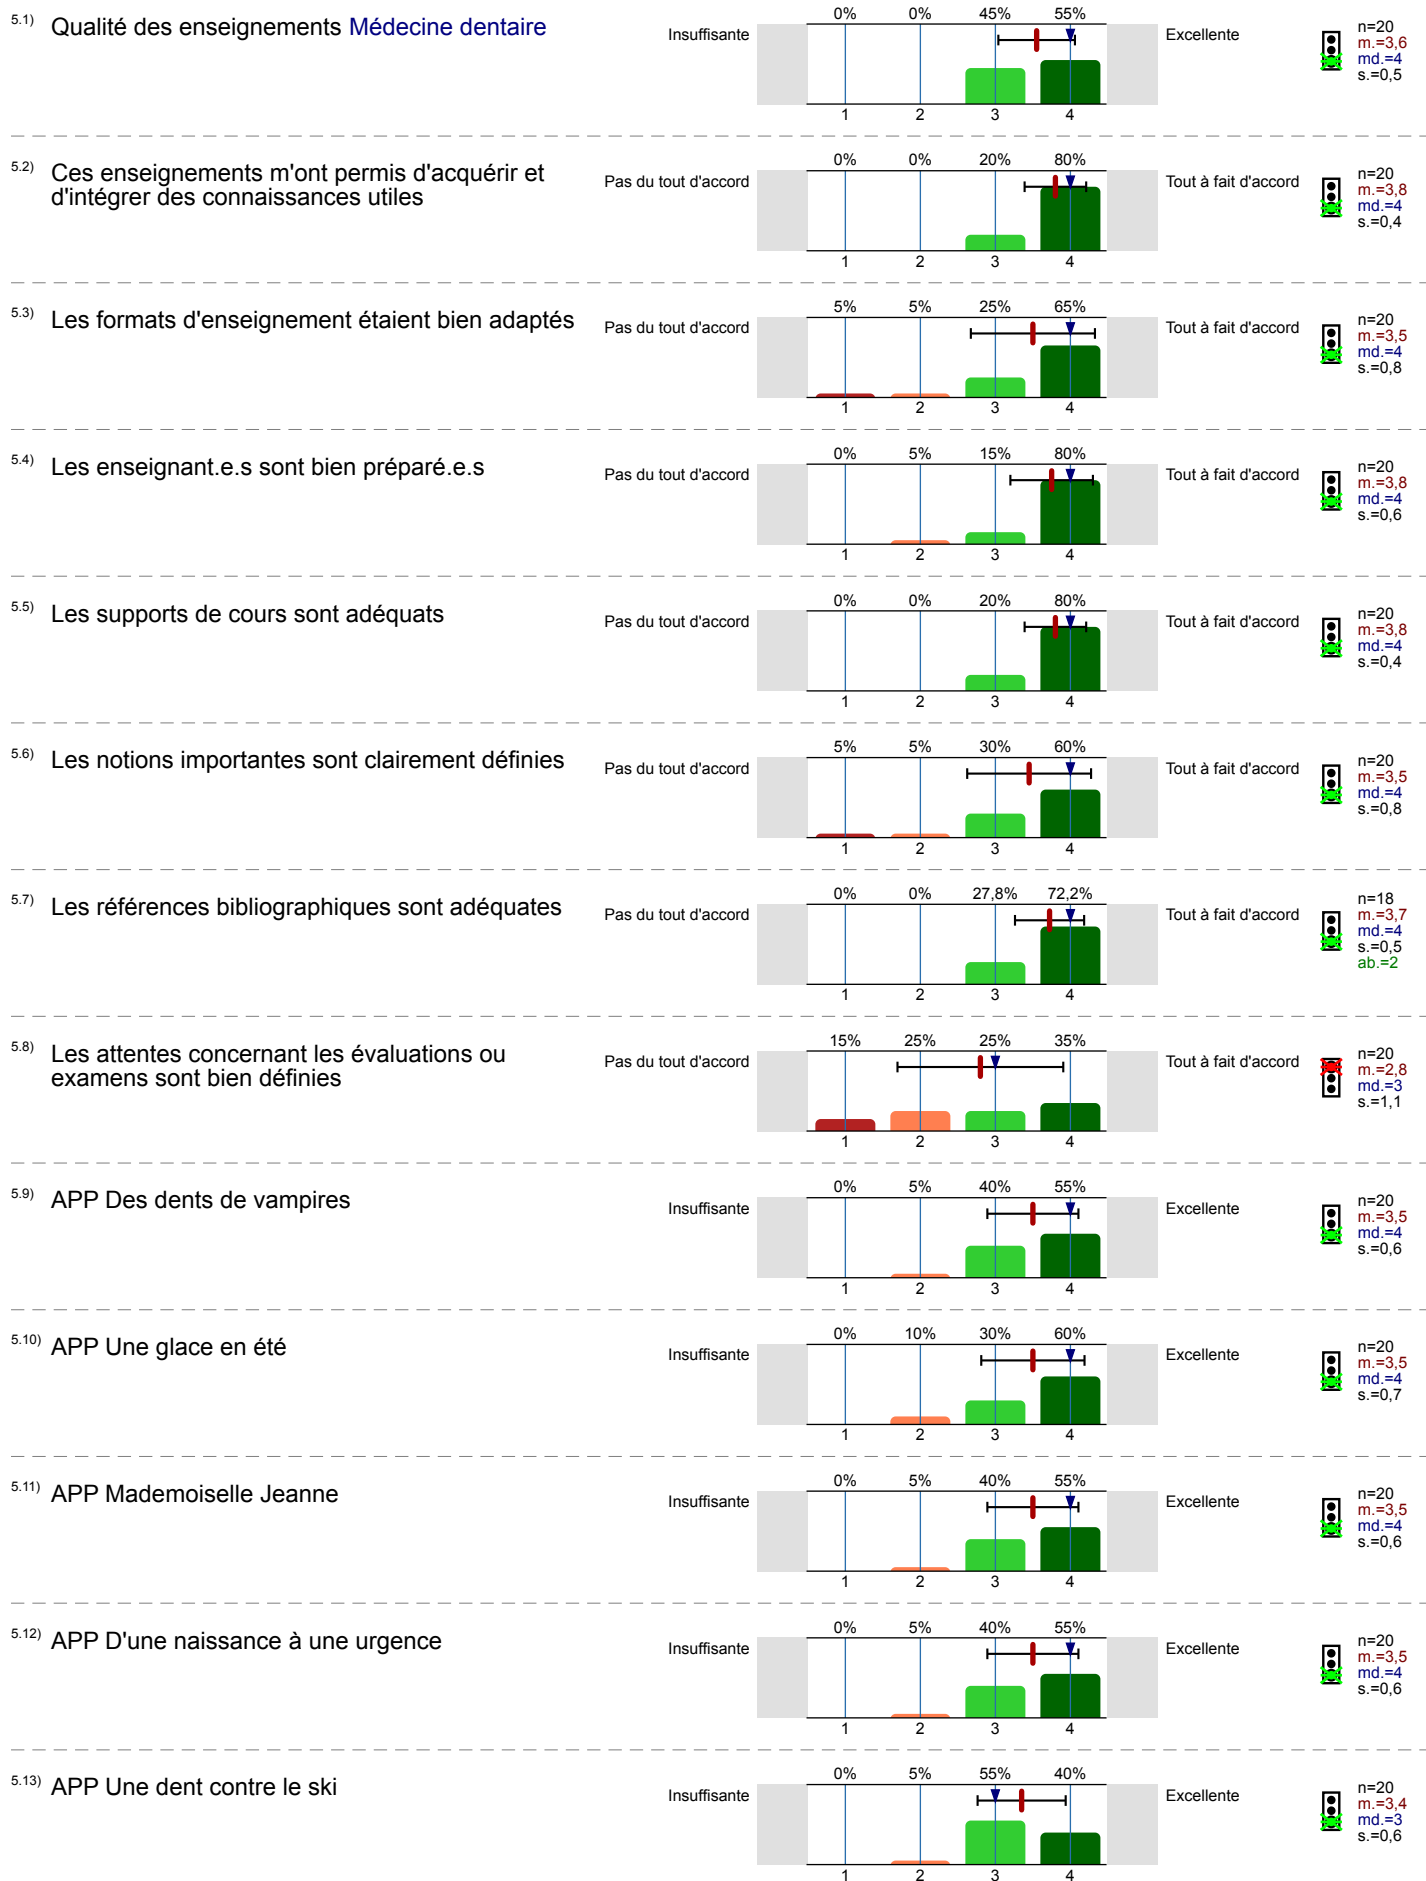 5.1) Qualité des enseignements Médecine dentaire
Insuffisante
0% 0% 45% 55%
1 2 3 4
Excellente
n=20
m.=3,6
md.=4
s.=0,5
5.2) Ces enseignements m'ont permis d'acquérir et
d'intégrer des connaissances utiles
Pas du tout d'accord
0% 0% 20% 80%
1 2 3 4
Tout à fait d'accord
n=20
m.=3,8
md.=4
s.=0,4
5.3) Les formats d'enseignement étaient bien adaptés
Pas du tout d'accord
5% 5% 25% 65%
1 2 3 4
Tout à fait d'accord
n=20
m.=3,5
md.=4
s.=0,8
5.4) Les enseignant.e.s sont bien préparé.e.s
Pas du tout d'accord
0% 5% 15% 80%
1 2 3 4
Tout à fait d'accord
n=20
m.=3,8
md.=4
s.=0,6
5.5) Les supports de cours sont adéquats
Pas du tout d'accord
0% 0% 20% 80%
1 2 3 4
Tout à fait d'accord
n=20
m.=3,8
md.=4
s.=0,4
5.6) Les notions importantes sont clairement définies
Pas du tout d'accord
5% 5% 30% 60%
1 2 3 4
Tout à fait d'accord
n=20
m.=3,5
md.=4
s.=0,8
5.7) Les références bibliographiques sont adéquates
Pas du tout d'accord
0% 0% 27,8% 72,2%
1 2 3 4
Tout à fait d'accord
n=18
m.=3,7
md.=4
s.=0,5
ab.=2
5.8) Les attentes concernant les évaluations ou
examens sont bien définies
Pas du tout d'accord
15% 25% 25% 35%
1 2 3 4
Tout à fait d'accord
n=20
m.=2,8
md.=3
s.=1,1
5.9) APP Des dents de vampires
Insuffisante
0% 5% 40% 55%
1 2 3 4
Excellente
n=20
m.=3,5
md.=4
s.=0,6
5.10) APP Une glace en été
Insuffisante
0% 10% 30% 60%
1 2 3 4
Excellente
n=20
m.=3,5
md.=4
s.=0,7
5.11) APP Mademoiselle Jeanne
Insuffisante
0% 5% 40% 55%
1 2 3 4
Excellente
n=20
m.=3,5
md.=4
s.=0,6
5.12) APP D'une naissance à une urgence
Insuffisante
0% 5% 40% 55%
1 2 3 4
Excellente
n=20
m.=3,5
md.=4
s.=0,6
5.13) APP Une dent contre le ski
Insuffisante
0% 5% 55% 40%
1 2 3 4
Excellente
n=20
m.=3,4
md.=3
s.=0,6